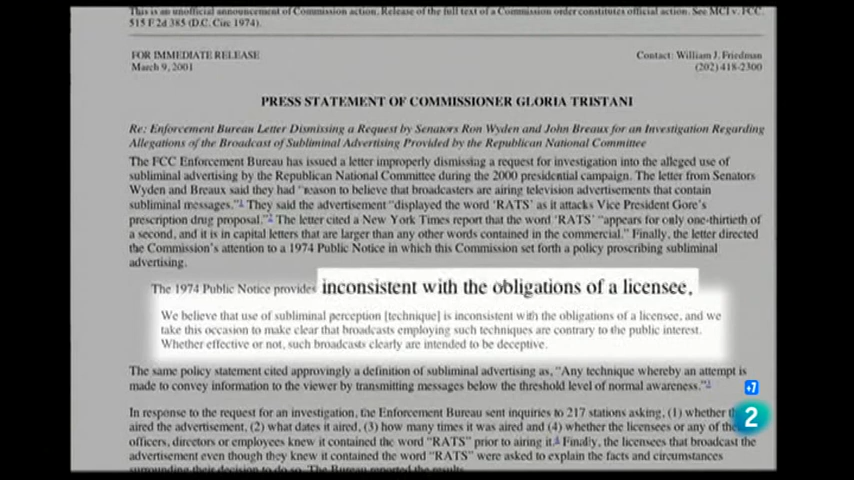 This is an unofficial announcement of Commission action. Release of the full text of a Commission order constitutes official action. See MCI v. FCC.
515 F 2d 385 (D.C. Circ 1974).
FOR IMMEDIATE RELEASE
March 9, 2001
Contact: William J. Friedman
(202) 418-2300
PRESS STATEMENT OF COMMISSIONER GLORIA TRISTANI
Re: Enforcement Bureau Letter Dismissing a Request by Senators Ron Wyden and John Breaux for an Investigation Regarding
Allegations of the Broadcast of Subliminal Advertising Provided by the Republican National Committee
The FCC Enforcement Bureau has issued a letter improperly dismissing a request for investigation into the alleged use of
subliminal advertising by the Republican National Committee during the 2000 presidential campaign. The letter from Senators
Wyden and Breaux said they had "reason to believe that broadcasters are airing television advertisements that contain
subliminal messages."1 They said the advertisement "displayed the word 'RATS' as it attacks Vice President Gore's
prescription drug proposal."2 The letter cited a New York Times report that the word 'RATS' "appears for only one-thirtieth of
a second, and it is in capital letters that are larger than any other words contained in the commercial." Finally, the letter directed
the Commission's attention to a 1974 Public Notice in which this Commission set forth a policy proscribing subliminal
advertising.
The 1974 Public Notice provides inconsistent with the obligations of a licensee,
We believe that use of subliminal perception [technique] is inconsistent with the obligations of a licensee, and we
take this occasion to make clear that broadcasts employing such techniques are contrary to the public interest.
Whether effective or not, such broadcasts clearly are intended to be deceptive.
The same policy statement cited approvingly a definition of subliminal advertising as, "Any technique whereby an attempt is
made to convey information to the viewer by transmitting messages below the threshold level of normal awareness."3
+7
2
In response to the request for an investigation, the Enforcement Bureau sent inquiries to 217 stations asking, (1) whether
aired the advertisement, (2) what dates it aired, (3) how many times it was aired and (4) whether the licensees or any of
officers, directors or employees knew it contained the word "RATS" prior to airing it.4 Finally, the licensees that broadcast the
advertisement even though they knew it contained the word "RATS" were asked to explain the facts and circumstances
surrounding their decision to do so. The Bureau reported the results